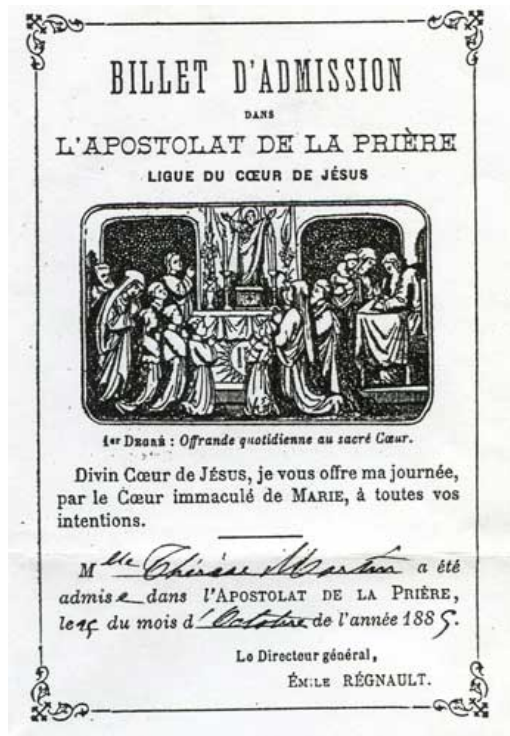 BILLET D'ADMISSION
DANS
L'APOSTOLAT DE LA PRIÈRE
LIGUE DU CŒUR DE JÉSUS
1er DEGRÉ : Offrande quotidienne au sacré Cœur.
Divin Cœur de JÉSUS, je vous offre ma journée,
par le Cœur immaculé de MARIE, à toutes vos
intentions.
Mlle Thérèse Martin a été
admise dans l'APOSTOLAT DE LA PRIÈRE,
le 15 du mois d'Octobre de l'année 1885.
Le Directeur général,
ÉMILE RÉGNAULT.